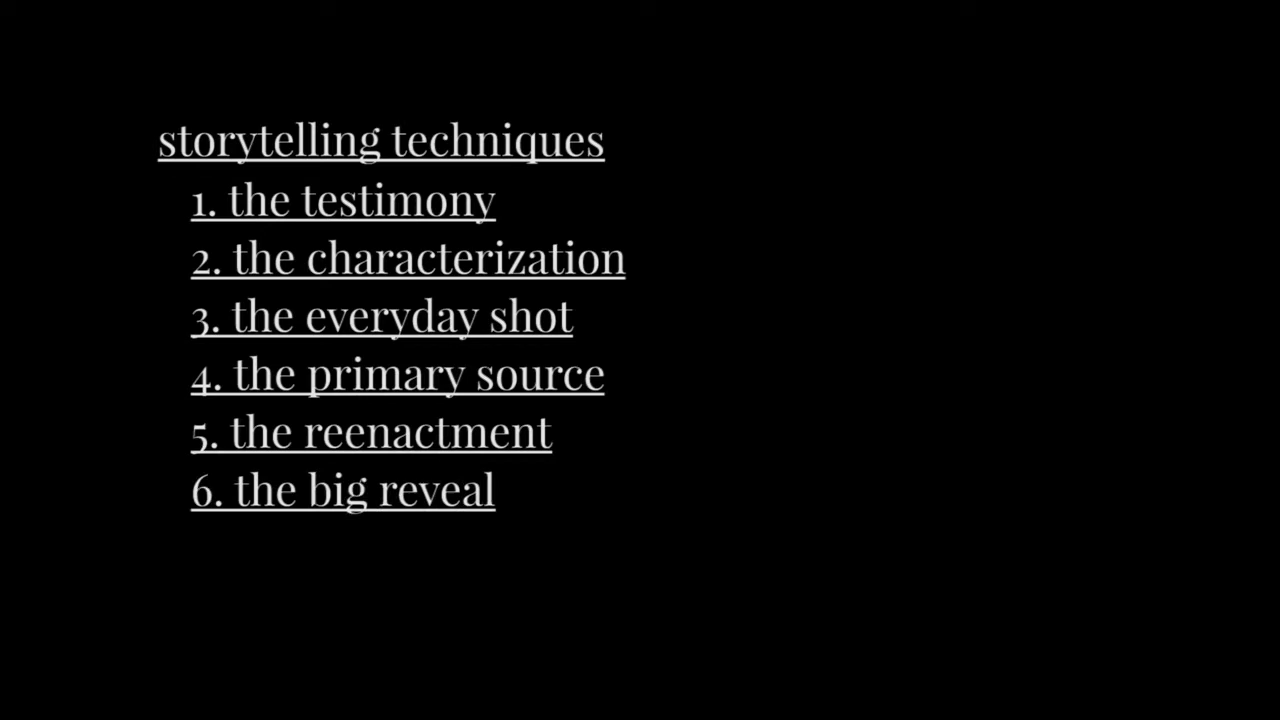 storytelling techniques
1. the testimony
2. the characterization
3. the everyday shot
4. the primary source
5. the reenactment
6. the big reveal